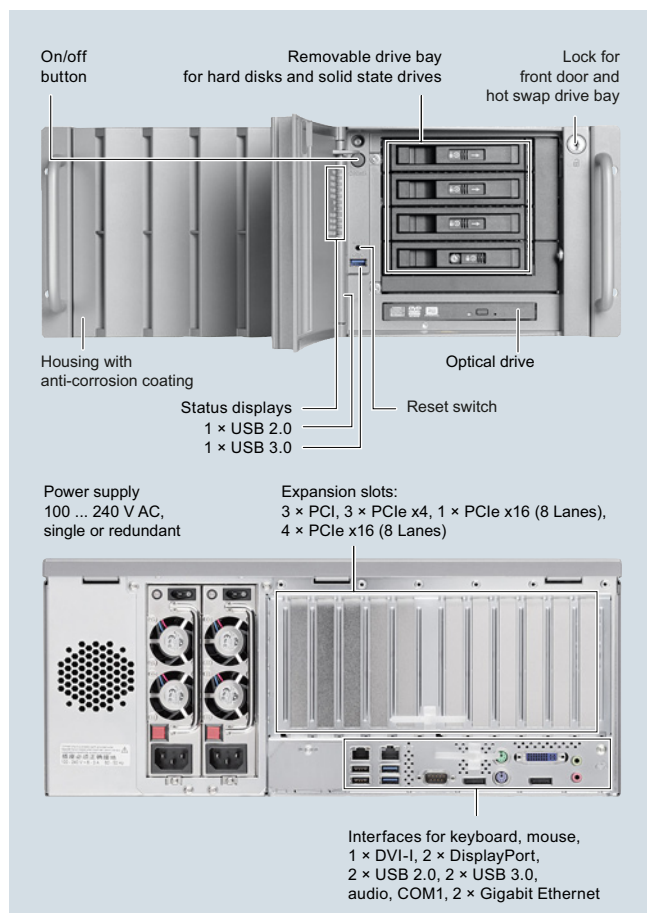 On/off
button
Removable drive bay
for hard disks and solid state drives
Lock for
front door and
hot swap drive bay
Housing with
anti-corrosion coating
Optical drive
Status displays
1 × USB 2.0
1 × USB 3.0
Reset switch
Power supply
100 ... 240 V AC,
single or redundant
Expansion slots:
3 × PCI, 3 × PCIe x4, 1 × PCIe x16 (8 Lanes),
4 × PCIe x16 (8 Lanes)
Interfaces for keyboard, mouse,
1 × DVI-I, 2 × DisplayPort,
2 × USB 2.0, 2 × USB 3.0,
audio, COM1, 2 × Gigabit Ethernet